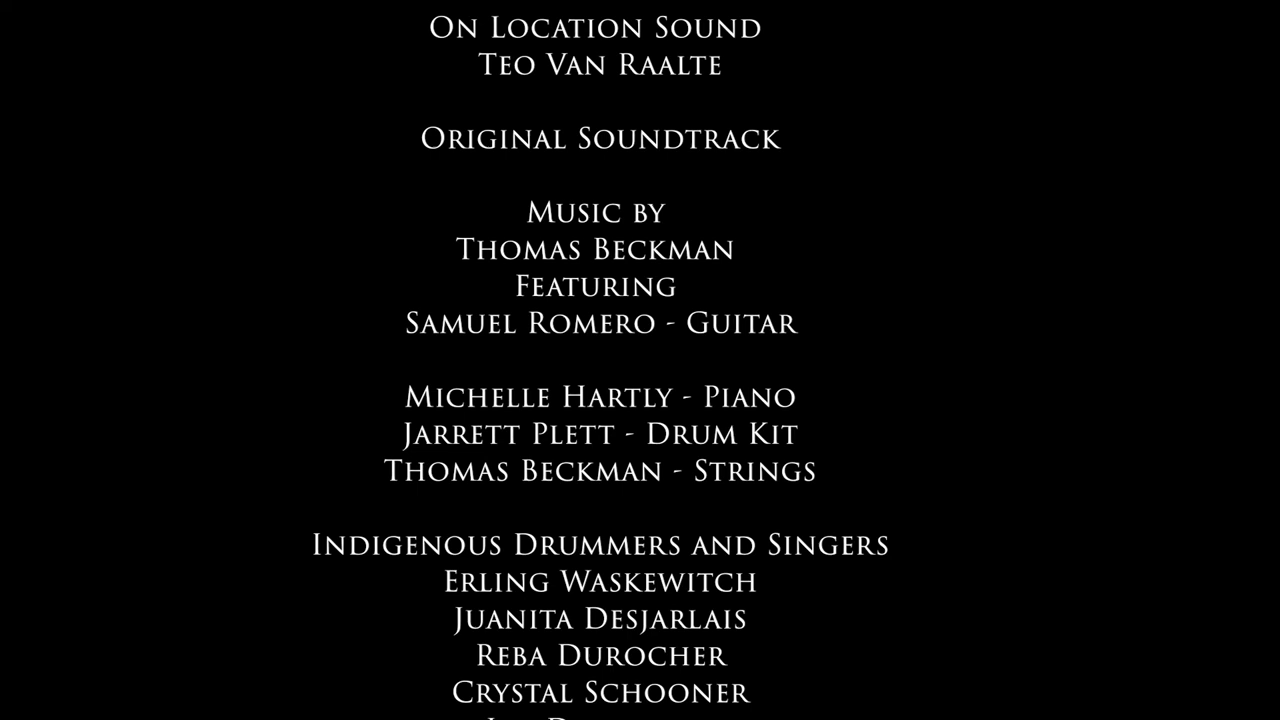 On Location Sound
Teo Van Raalte
Original Soundtrack
Music by
Thomas Beckman
Featuring
Samuel Romero - Guitar
Michelle Hartly - Piano
Jarrett Plett - Drum Kit
Thomas Beckman - Strings
Indigenous Drummers and Singers
Erling Waskewitch
Juanita Desjarlais
Reba Durocher
Crystal Schooner